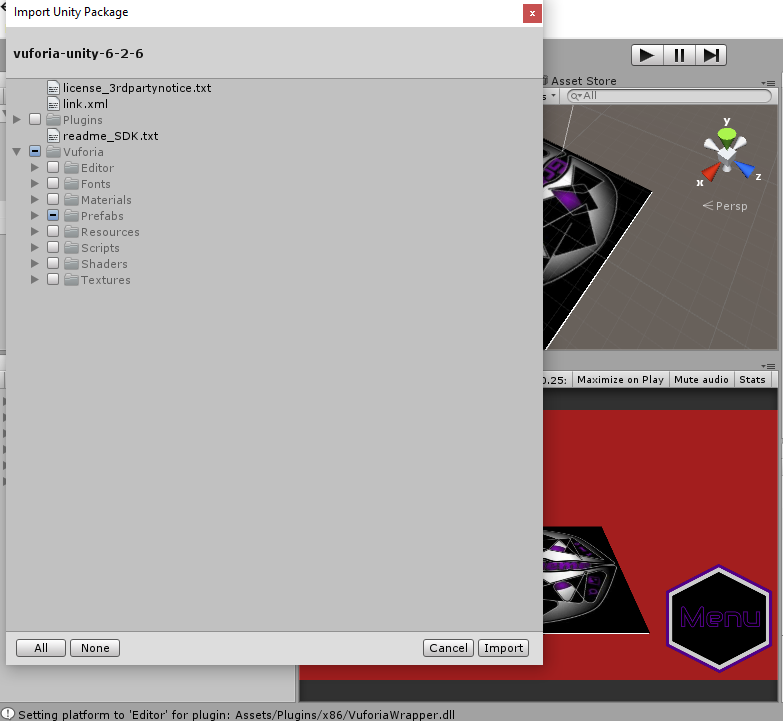 Import Unity Package
x
vuforia-unity-6-2-6
license_3rdpartynotice.txt
link.xml
Plugins
readme_SDK.txt
Vuforia
Editor
Fonts
Materials
Prefabs
Resources
Scripts
Shaders
Textures
All None Cancel Import
Asset Store
All
y
x z
Persp
0.25: Maximize on Play Mute audio Stats
Menu
Setting platform to 'Editor' for plugin: Assets/Plugins/x86/VuforiaWrapper.dll